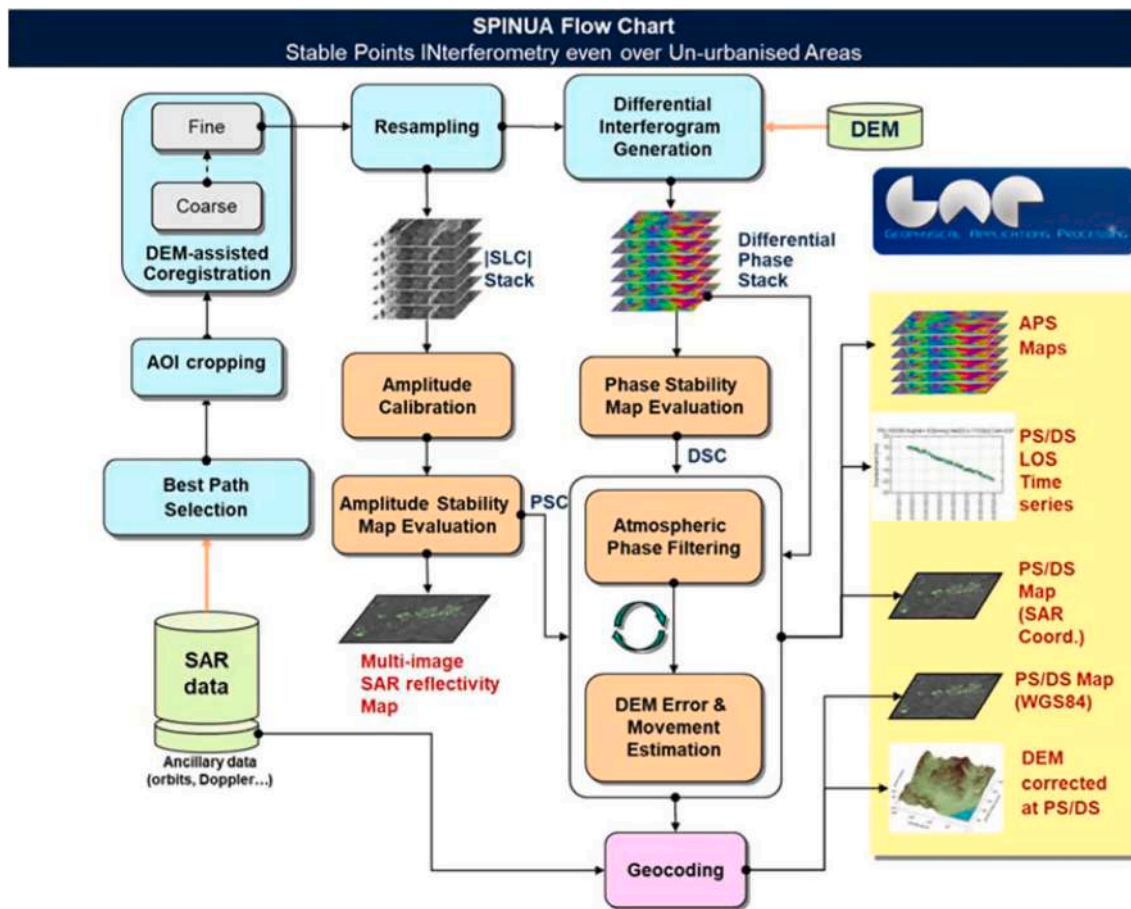 SPINUA Flow Chart
Stable Points INterferometry even over Un-urbanised Areas
Fine
Coarse
DEM-assisted
Coregistration
Resampling
Differential
Interferogram
Generation
DEM
GEOPHYSICAL APPLICATIONS PROCESSING
|SLC|
Stack
Differential
Phase
Stack
AOI cropping
Amplitude
Calibration
Phase Stability
Map Evaluation
DSC
Best Path
Selection
Amplitude Stability
Map Evaluation
PSC
Atmospheric
Phase Filtering
SAR
data
Multi-image
SAR reflectivity
Map
DEM Error &
Movement
Estimation
Ancillary data
(orbits, Doppler...)
Geocoding
APS
Maps
PS/DS
LOS
Time
series
PS/DS
Map
(SAR
Coord.)
PS/DS Map
(WGS84)
DEM
corrected
at PS/DS